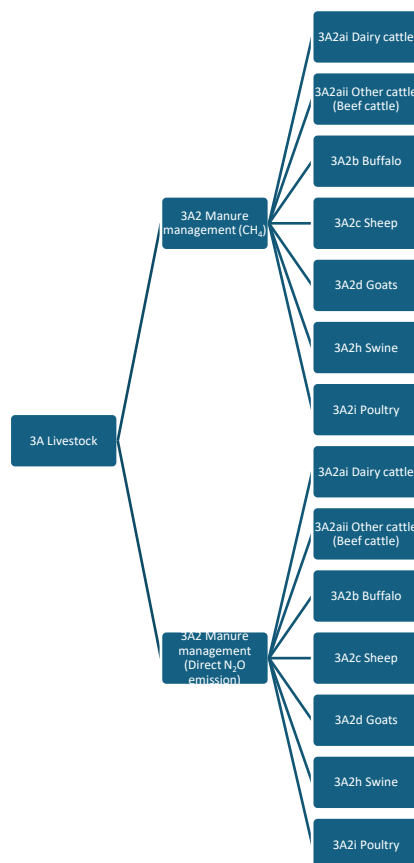 3A Livestock
3A2 Manure
management (CH₄)
3A2ai Dairy cattle
3A2aii Other cattle
(Beef cattle)
3A2b Buffalo
3A2c Sheep
3A2d Goats
3A2h Swine
3A2i Poultry
3A2 Manure
management
(Direct N₂O
emission)
3A2ai Dairy cattle
3A2aii Other cattle
(Beef cattle)
3A2b Buffalo
3A2c Sheep
3A2d Goats
3A2h Swine
3A2i Poultry